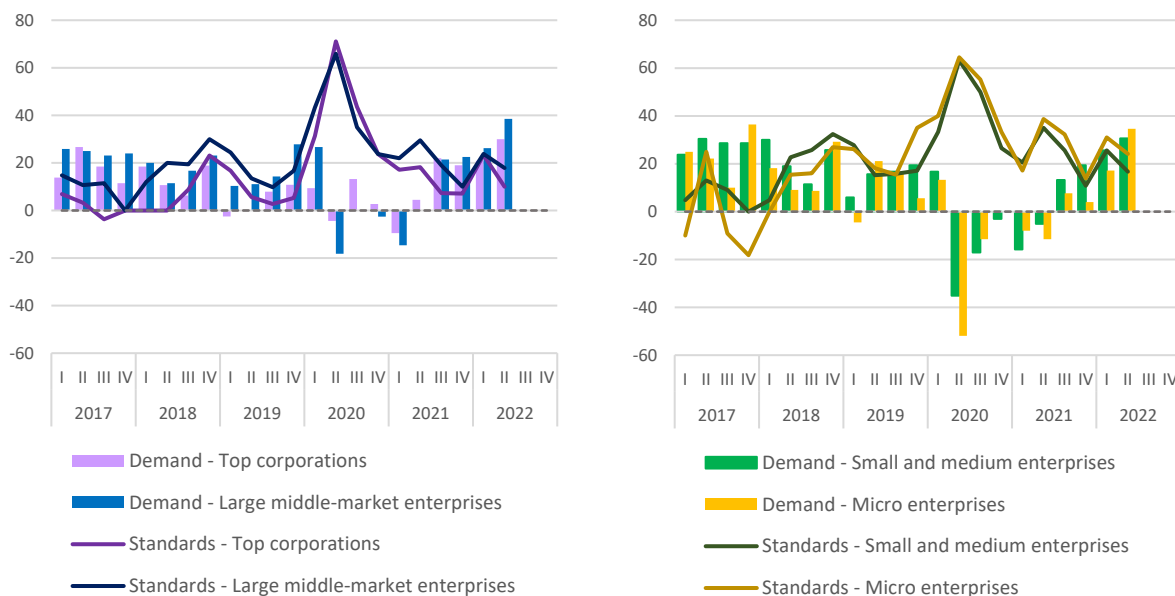 80
60
40
20
0
-20
-40
-60
I II III IV I II III IV I II III IV I II III IV I II III IV I II III IV
2017 2018 2019 2020 2021 2022
Demand - Top corporations
Demand - Large middle-market enterprises
Standards - Top corporations
Standards - Large middle-market enterprises
80
60
40
20
0
-20
-40
-60
I II III IV I II III IV I II III IV I II III IV I II III IV I II III IV
2017 2018 2019 2020 2021 2022
Demand - Small and medium enterprises
Demand - Micro enterprises
Standards - Small and medium enterprises
Standards - Micro enterprises